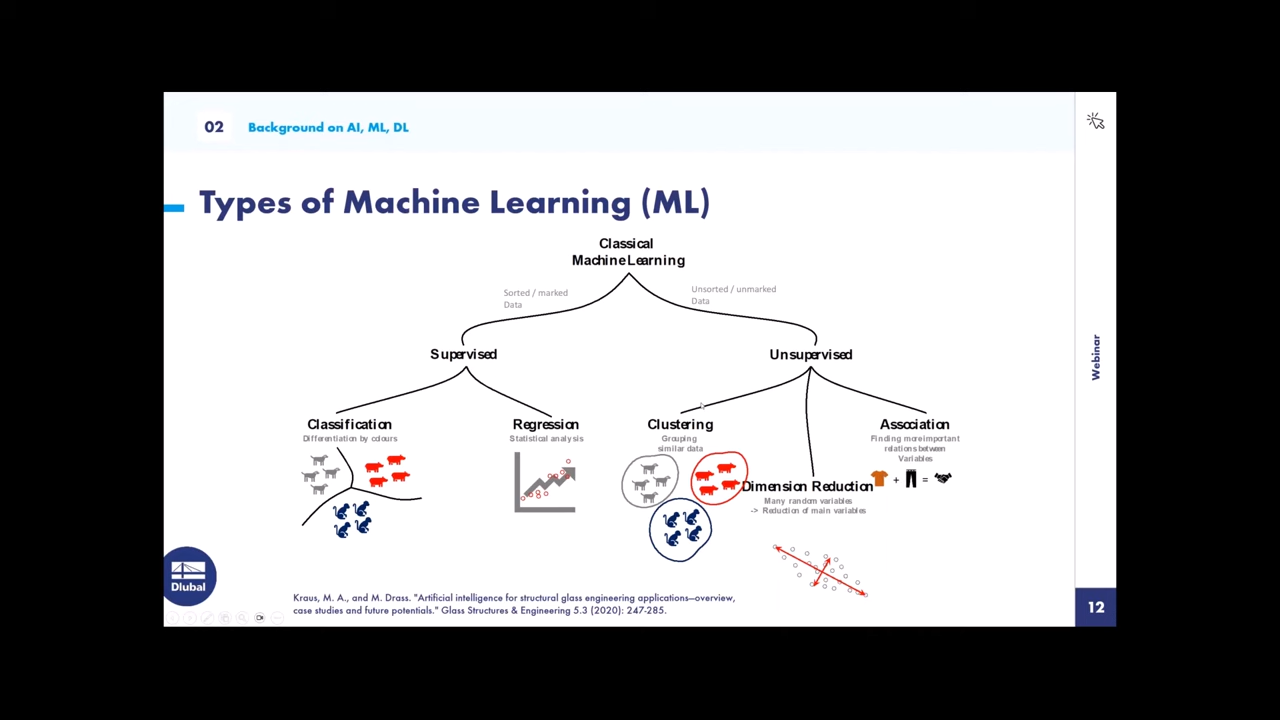 02
Background on AI, ML, DL
Types of Machine Learning (ML)
Classical
Machine Learning
Sorted / marked
Data
Unsorted / unmarked
Data
Supervised
Unsupervised
Classification
Differentiation by colours
Regression
Statistical analysis
Clustering
Grouping
similar data
Dimension Reduction
Many random variables
-> Reduction of main variables
Association
Finding more important
relations between
Variables
+ =
Webinar
Dlubal
Kraus, M. A., and M. Drass. "Artificial intelligence for structural glass engineering applications—overview,
case studies and future potentials." Glass Structures & Engineering 5.3 (2020): 247-285.
12